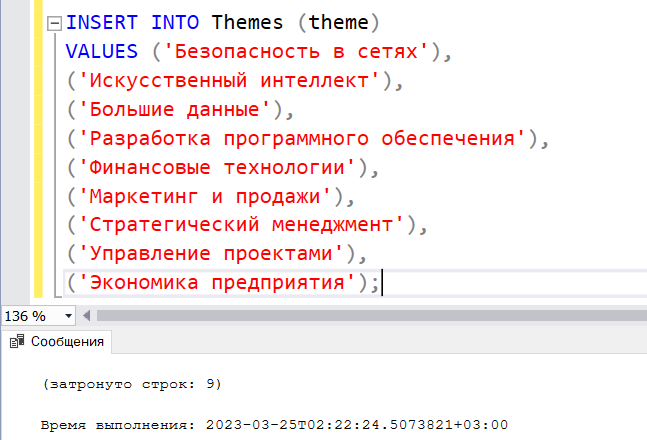 INSERT INTO Themes (theme)
VALUES ('Безопасность в сетях'),
('Искусственный интеллект'),
('Большие данные'),
('Разработка программного обеспечения'),
('Финансовые технологии'),
('Маркетинг и продажи'),
('Стратегический менеджмент'),
('Управление проектами'),
('Экономика предприятия');
136 %
Сообщения
(затронуто строк: 9)
Время выполнения: 2023-03-25T02:22:24.5073821+03:00